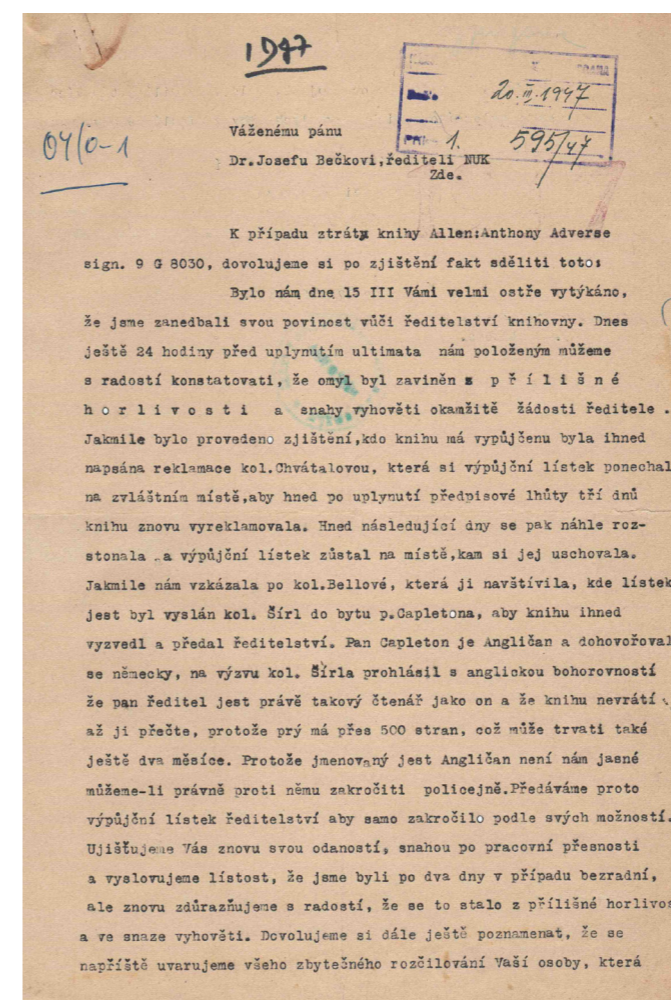 1947
20.III.1947
1. 595/47
04/0-1
Váženému pánu
Dr.Josefu Bečkovi,řediteli NUK
Zde.
K případu ztráty knihy Allen:Anthony Adverse
sign. 9 G 8030, dovolujeme si po zjištění fakt sděliti toto:
Bylo nám dne 15 III Vámi velmi ostře vytýkáno,
že jsme zanedbali svou povinost vůči ředitelství knihovny. Dnes
ještě 24 hodiny před uplynutím ultimata nám položeným můžeme
s radostí konstatovati, že omyl byl zaviněn z p ř í l i š n é
h o r l i v o s t i a snahy vyhověti okamžitě žádosti ředitele .
Jakmile bylo provedeno zjištění,kdo knihu má vypůjčenu byla ihned
napsána reklamace kol.Chvátalovou, která si výpůjční lístek ponechal
na zvláštním místě,aby hned po uplynutí předpisové lhůty tří dnů
knihu znovu vyreklamovala. Hned následující dny se pak náhle roz-
stonala a výpůjční lístek zůstal na místě,kam si jej uschovala.
Jakmile nám vzkázala po kol.Bellové, která ji navštívila, kde lístek
jest byl vyslán kol. Šírl do bytu p.Capletona, aby knihu ihned
vyzvedl a předal ředitelství. Pan Capleton je Angličan a dohovořoval
se německy, na výzvu kol. Šírla prohlásil s anglickou bohorovností
že pan ředitel jest právě takový čtenář jako on a že knihu nevrátí
až ji přečte, protože prý má přes 500 stran, což může trvati také
ještě dva měsíce. Protože jmenovaný jest Angličan není nám jasné
můžeme-li právně proti němu zakročiti policejně.Předáváme proto
výpůjční lístek ředitelství aby samo zakročilo podle svých možností.
Ujišťujeme Vás znovu svou odaností, snahou po pracovní přesnosti
a vyslovujeme lístost, že jsme byli po dva dny v případu bezradní,
ale znovu zdůrazňujeme s radostí, že se to stalo z přílišné horlivos
a ve snaze vyhověti. Dovolujeme si dále ještě poznamenat, že se
napříště uvarujeme všeho zbytečného rozčilování Vaší osoby, která